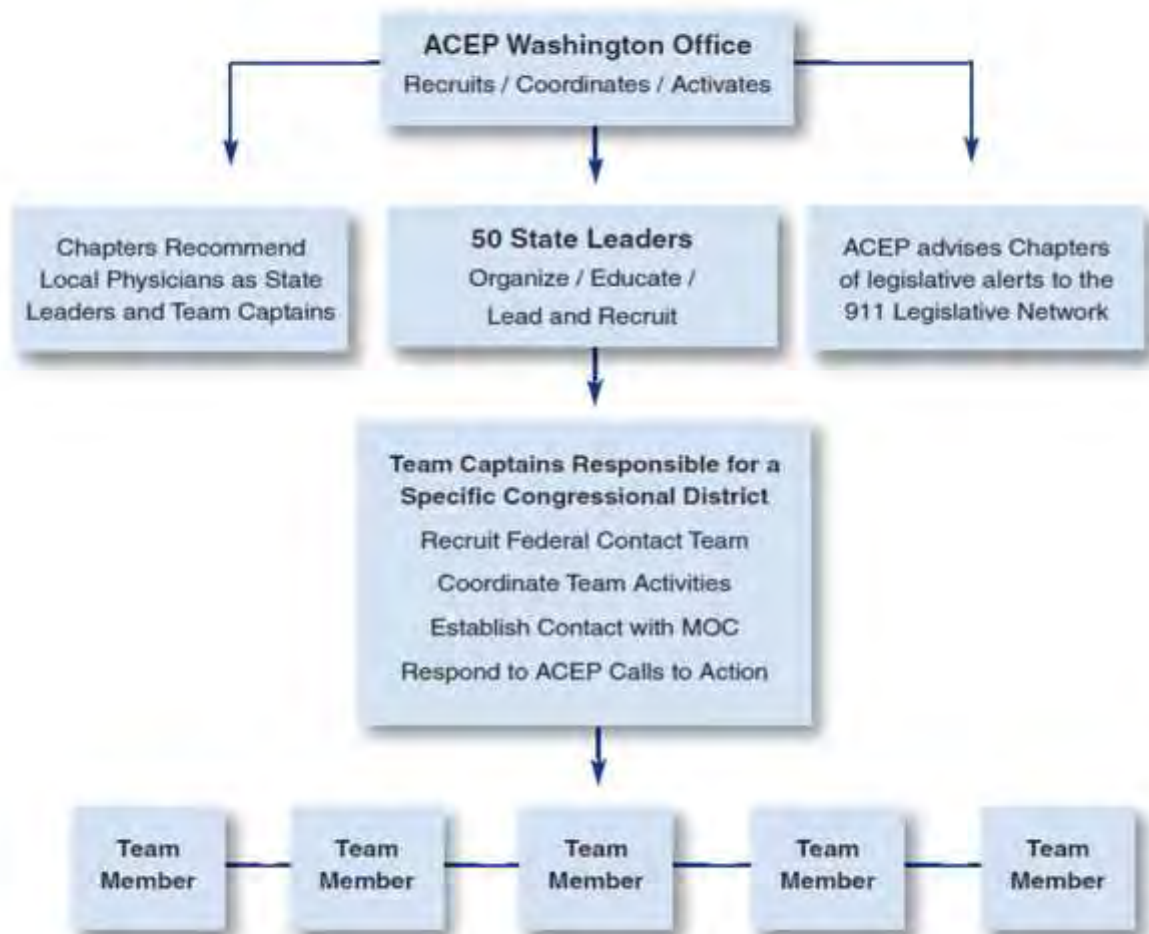 ACEP Washington Office
Recruits / Coordinates / Activates
Chapters Recommend
Local Physicians as State
Leaders and Team Captains
50 State Leaders
Organize / Educate /
Lead and Recruit
ACEP advises Chapters
of legislative alerts to the
911 Legislative Network
Team Captains Responsible for a
Specific Congressional District
Recruit Federal Contact Team
Coordinate Team Activities
Establish Contact with MOC
Respond to ACEP Calls to Action
Team
Member
Team
Member
Team
Member
Team
Member
Team
Member